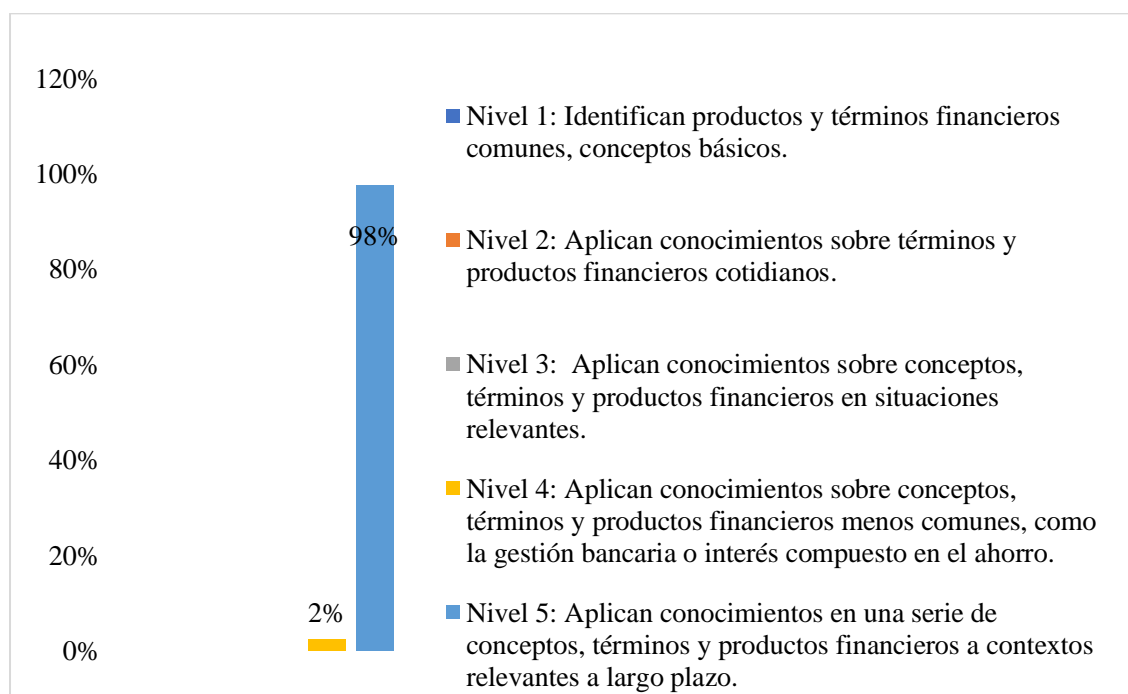 120%
100%
80%
60%
40%
20%
0%
2%
98%
Nivel 1: Identifican productos y términos financieros
comunes, conceptos básicos.
Nivel 2: Aplican conocimientos sobre términos y
productos financieros cotidianos.
Nivel 3:  Aplican conocimientos sobre conceptos,
términos y productos financieros en situaciones
relevantes.
Nivel 4: Aplican conocimientos sobre conceptos,
términos y productos financieros menos comunes, como
la gestión bancaria o interés compuesto en el ahorro.
Nivel 5: Aplican conocimientos en una serie de
conceptos, términos y productos financieros a contextos
relevantes a largo plazo.